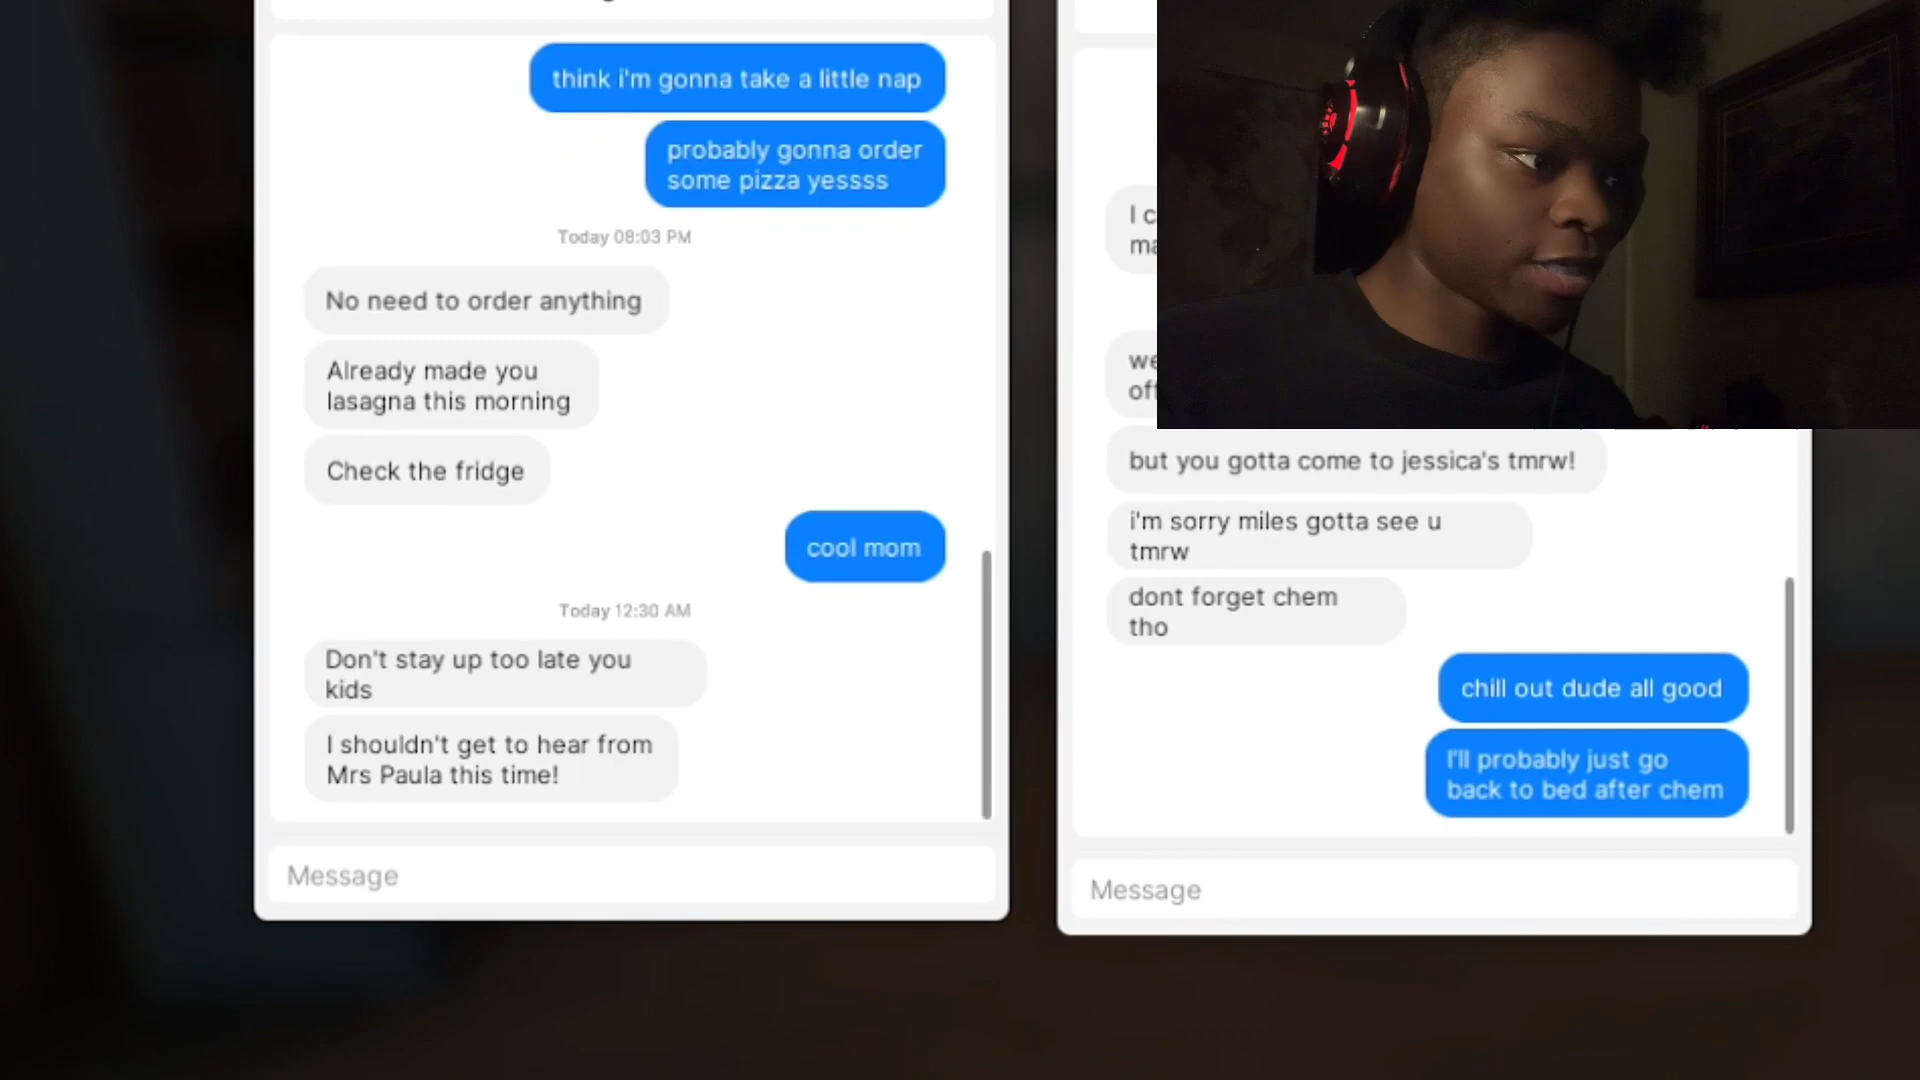 think i'm gonna take a little nap
probably gonna order
some pizza yessss
Today 08:03 PM
No need to order anything
Already made you
lasagna this morning
Check the fridge
cool mom
Today 12:30 AM
Don't stay up too late you
kids
I shouldn't get to hear from
Mrs Paula this time!
Message
I
but you gotta come to jessica's tmrw!
i'm sorry miles gotta see u
tmrw
dont forget chem
tho
chill out dude all good
I'll probably just go
back to bed after chem
Message